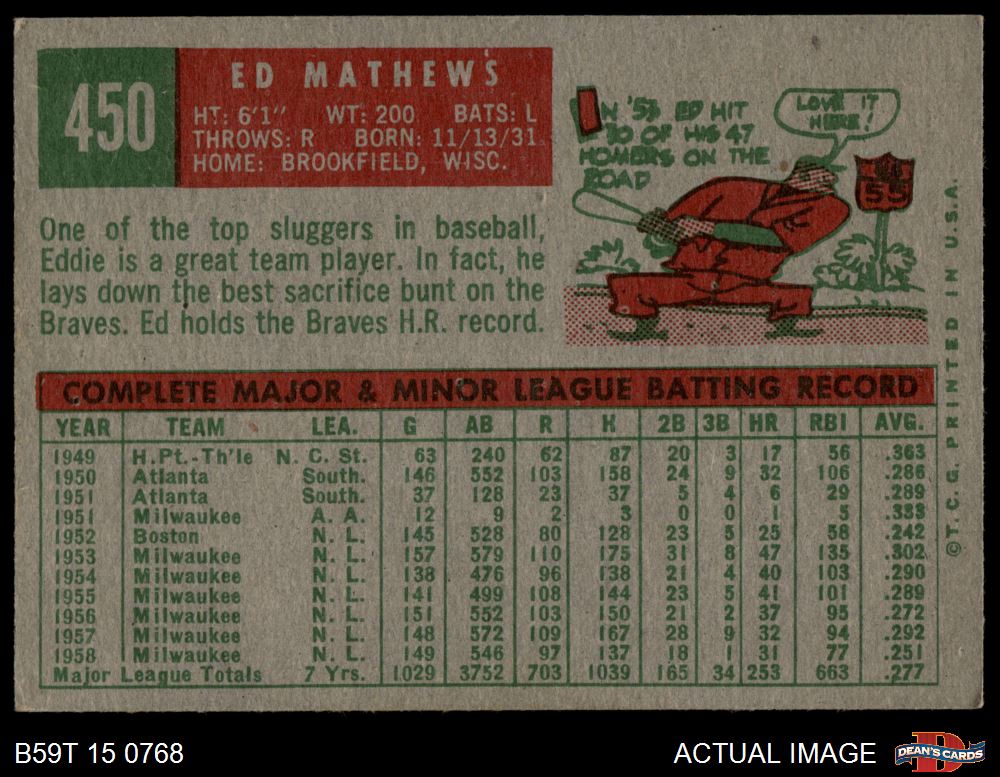 450
ED MATHEWS
HT: 6'1" WT: 200 BATS: L
THROWS: R BORN: 11/13/31
HOME: BROOKFIELD, WISC.
IN '53 ED HIT
30 OF HIS 47
HOMERS ON THE
ROAD
LOVE IT
HERE!
55
One of the top sluggers in baseball,
Eddie is a great team player. In fact, he
lays down the best sacrifice bunt on the
Braves. Ed holds the Braves H.R. record.
COMPLETE MAJOR & MINOR LEAGUE BATTING RECORD
YEAR TEAM LEA. G AB R H 2B 3B HR RBI AVG.
1949 H.Pt.-Th'le N. C. St. 63 240 62 87 20 3 17 56 .363
1950 Atlanta South. 146 552 103 158 24 9 32 106 .286
1951 Atlanta South. 37 128 23 37 5 4 6 29 .289
1951 Milwaukee A. A. 12 9 2 3 0 0 1 5 .333
1952 Boston N. L. 145 528 80 128 23 5 25 58 .242
1953 Milwaukee N. L. 157 579 110 175 31 8 47 135 .302
1954 Milwaukee N. L. 138 476 96 138 21 4 40 103 .290
1955 Milwaukee N. L. 141 499 108 144 23 5 41 101 .289
1956 Milwaukee N. L. 151 552 103 150 21 2 37 95 .272
1957 Milwaukee N. L. 148 572 109 167 28 9 32 94 .292
1958 Milwaukee N. L. 149 546 97 137 18 1 31 77 .251
Major League Totals 7 Yrs. 1029 3752 703 1039 165 34 253 663 .277
©T. C. G. PRINTED IN U.S.A.
B59T 15 0768
ACTUAL IMAGE
D
DEAN'S CARDS